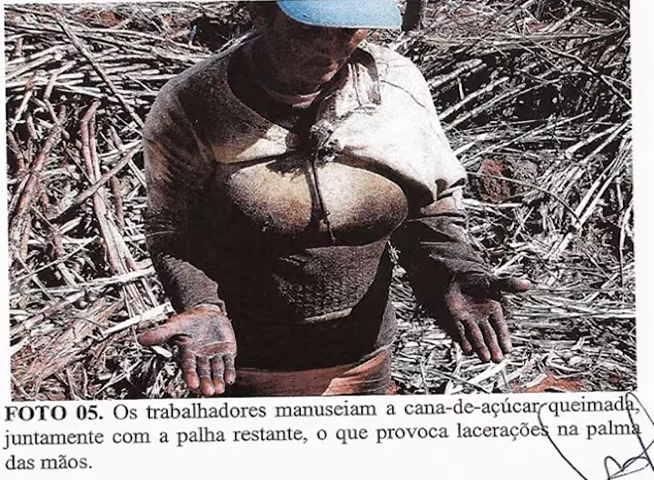 FOTO 05. Os trabalhadores manuseiam a cana-de-açúcar queimada,
juntamente com a palha restante, o que provoca lacerações na palma
das mãos.